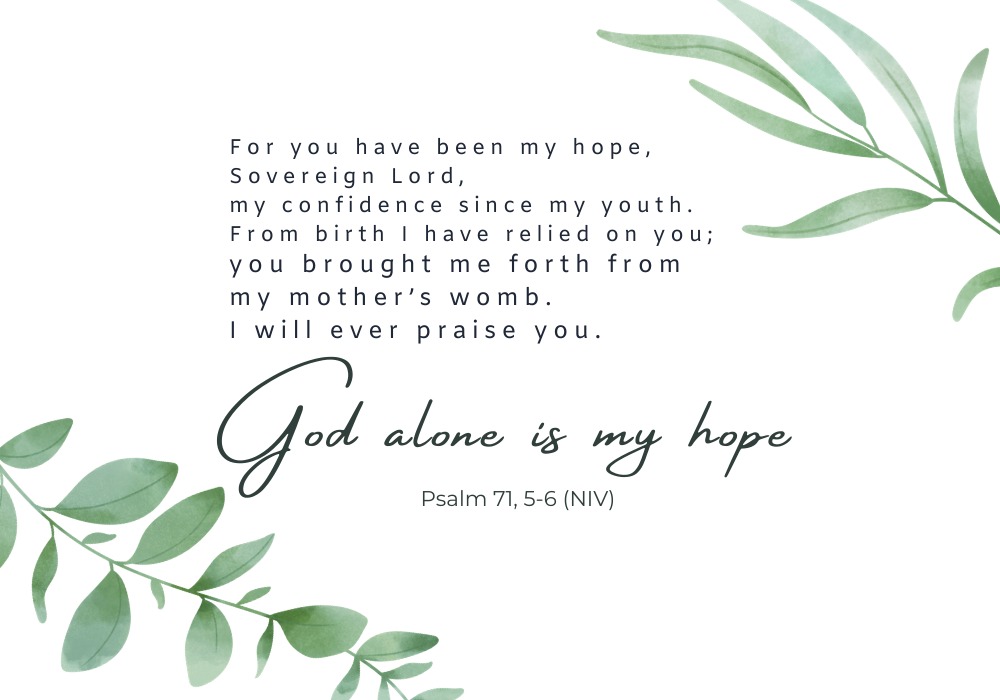 For you have been my hope,
Sovereign Lord,
my confidence since my youth.
From birth I have relied on you;
you brought me forth from
my mother’s womb.
I will ever praise you.
God alone is my hope
Psalm 71, 5-6 (NIV)